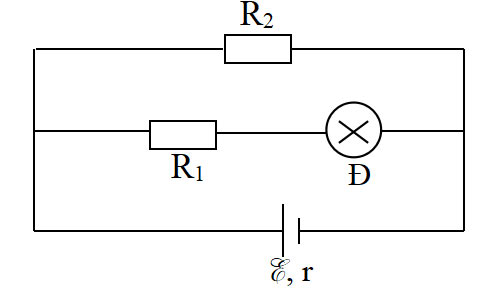 R₂
R₁
Đ
ℰ, r